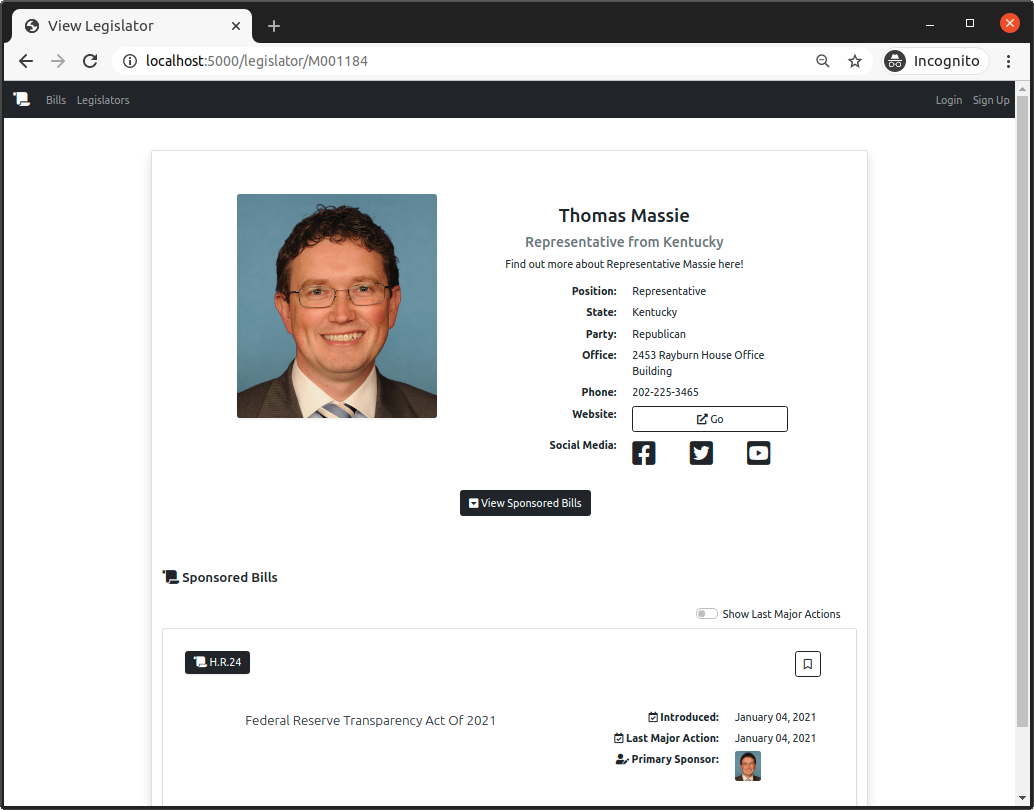 View Legislator
localhost:5000/legislator/M001184
Incognito
Bills Legislators Login Sign Up
Thomas Massie
Representative from Kentucky
Find out more about Representative Massie here!
Position: Representative
State: Kentucky
Party: Republican
Office: 2453 Rayburn House Office
Building
Phone: 202-225-3465
Website: Go
Social Media:
View Sponsored Bills
Sponsored Bills
Show Last Major Actions
H.R.24
Federal Reserve Transparency Act Of 2021
Introduced: January 04, 2021
Last Major Action: January 04, 2021
Primary Sponsor: